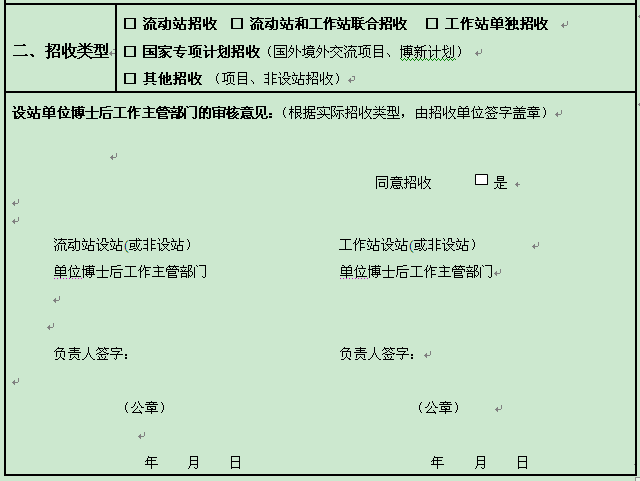 二、招收类型
□ 流动站招收 □ 流动站和工作站联合招收 □ 工作站单独招收
□ 国家专项计划招收（国外境外交流项目、博新计划）
□ 其他招收 （项目、非设站招收）
设站单位博士后工作主管部门的审核意见：（根据实际招收类型，由招收单位签字盖章）
同意招收 □ 是
流动站设站(或非设站） 工作站设站(或非设站）
单位博士后工作主管部门 单位博士后工作主管部门
负责人签字： 负责人签字：
（公章） （公章）
年 月 日 年 月 日